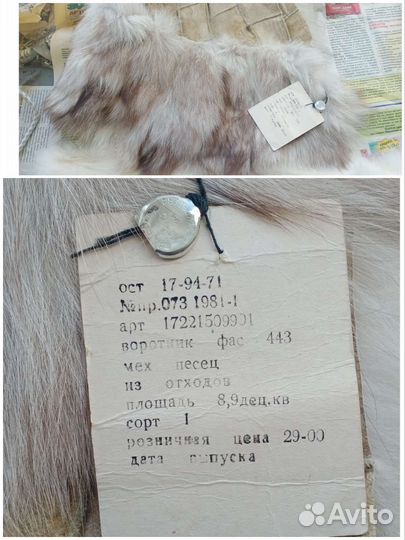 ост 17-94-71
№пр.073 1981-1
арт 17221509901
воротник фас 443
мех песец
из отходов
площадь 8,9дец.кв
сорт 1
розничная цена 29-00
дата выпуска
Avito